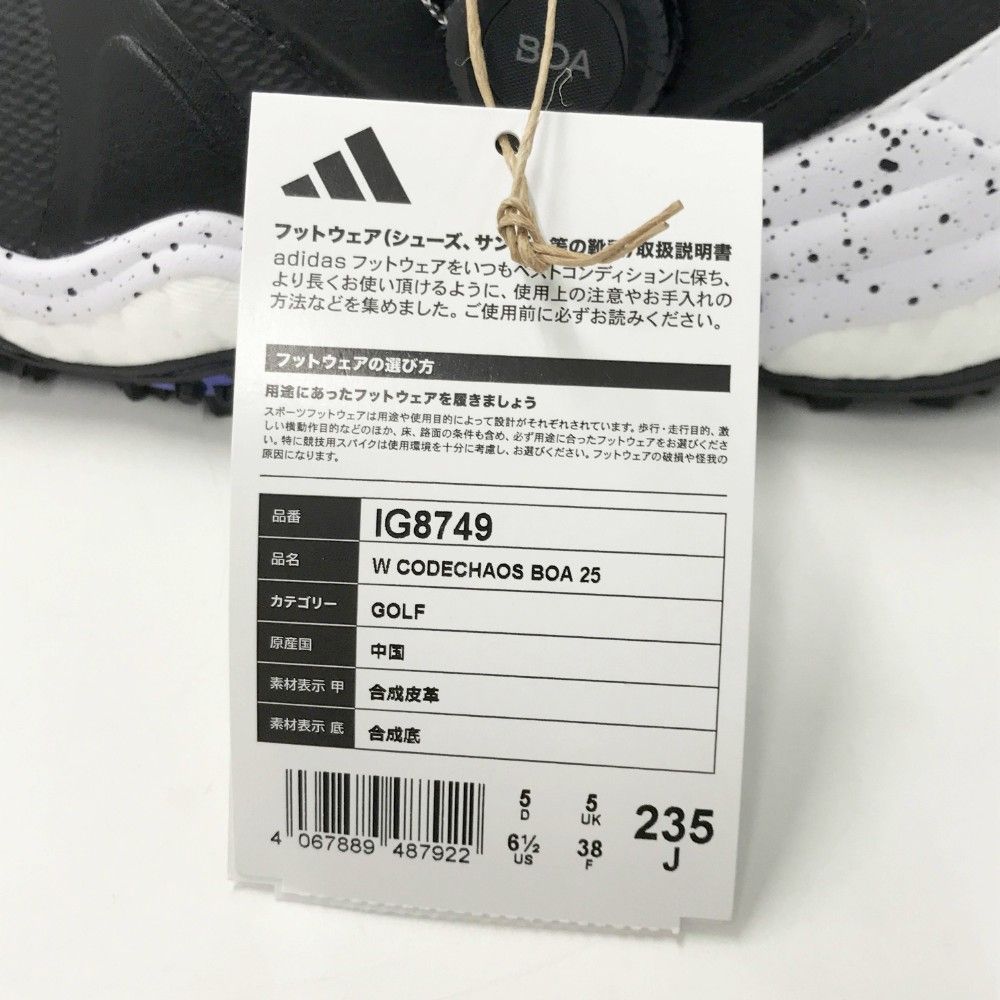 BOA
フットウェア(シューズ、サン 等の靴 取扱説明書
adidas フットウェアをいつもベストコンディションに保ち、
より長くお使い頂けるように、使用上の注意やお手入れの
方法などを集めました。ご使用前に必ずお読みください。
フットウェアの選び方
用途にあったフットウェアを履きましょう
スポーツフットウェアは用途や使用目的によって設計がそれぞれされています。歩行・走行目的、激
しい横動作目的などのほか、床、路面の条件も含め、必ず用途に合ったフットウェアをお選びくださ
い。特に競技用スパイクは使用環境を十分に考慮し、お選びください。フットウェアの破損や怪我の
原因になります。
品番 IG8749
品名 W CODECHAOS BOA 25
カテゴリー GOLF
原産国 中国
素材表示 甲 合成皮革
素材表示 底 合成底
5 D 5 UK
6½ US 38 F
235 J
4 067889 487922